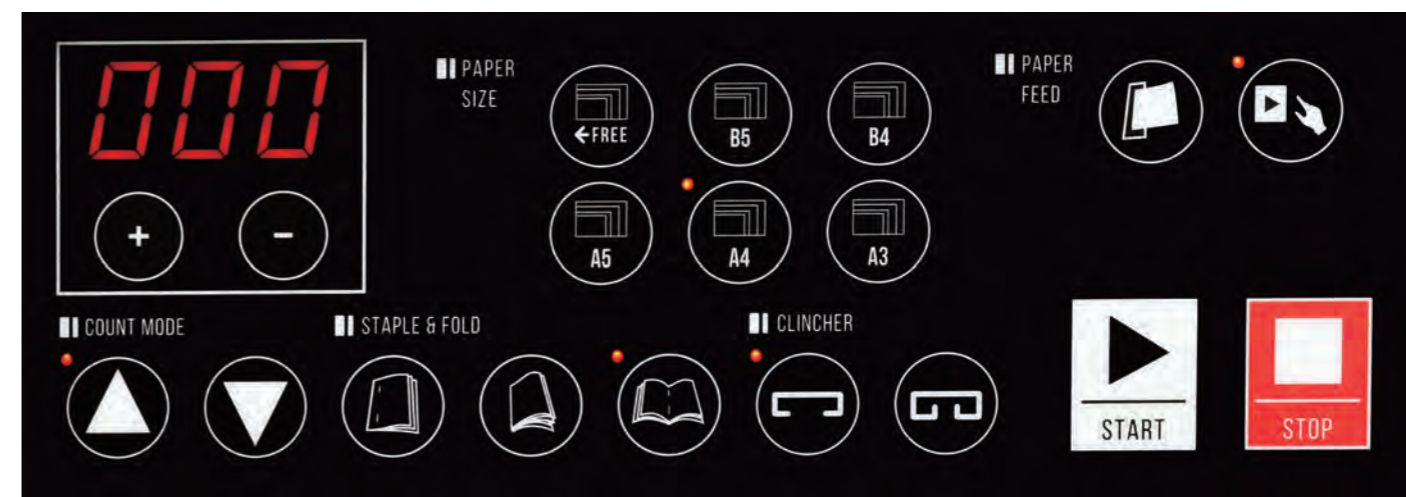 000
+
-
PAPER
SIZE
←FREE
B5
B4
A5
A4
A3
PAPER
FEED
COUNT MODE
STAPLE & FOLD
CLINCHER
START
STOP